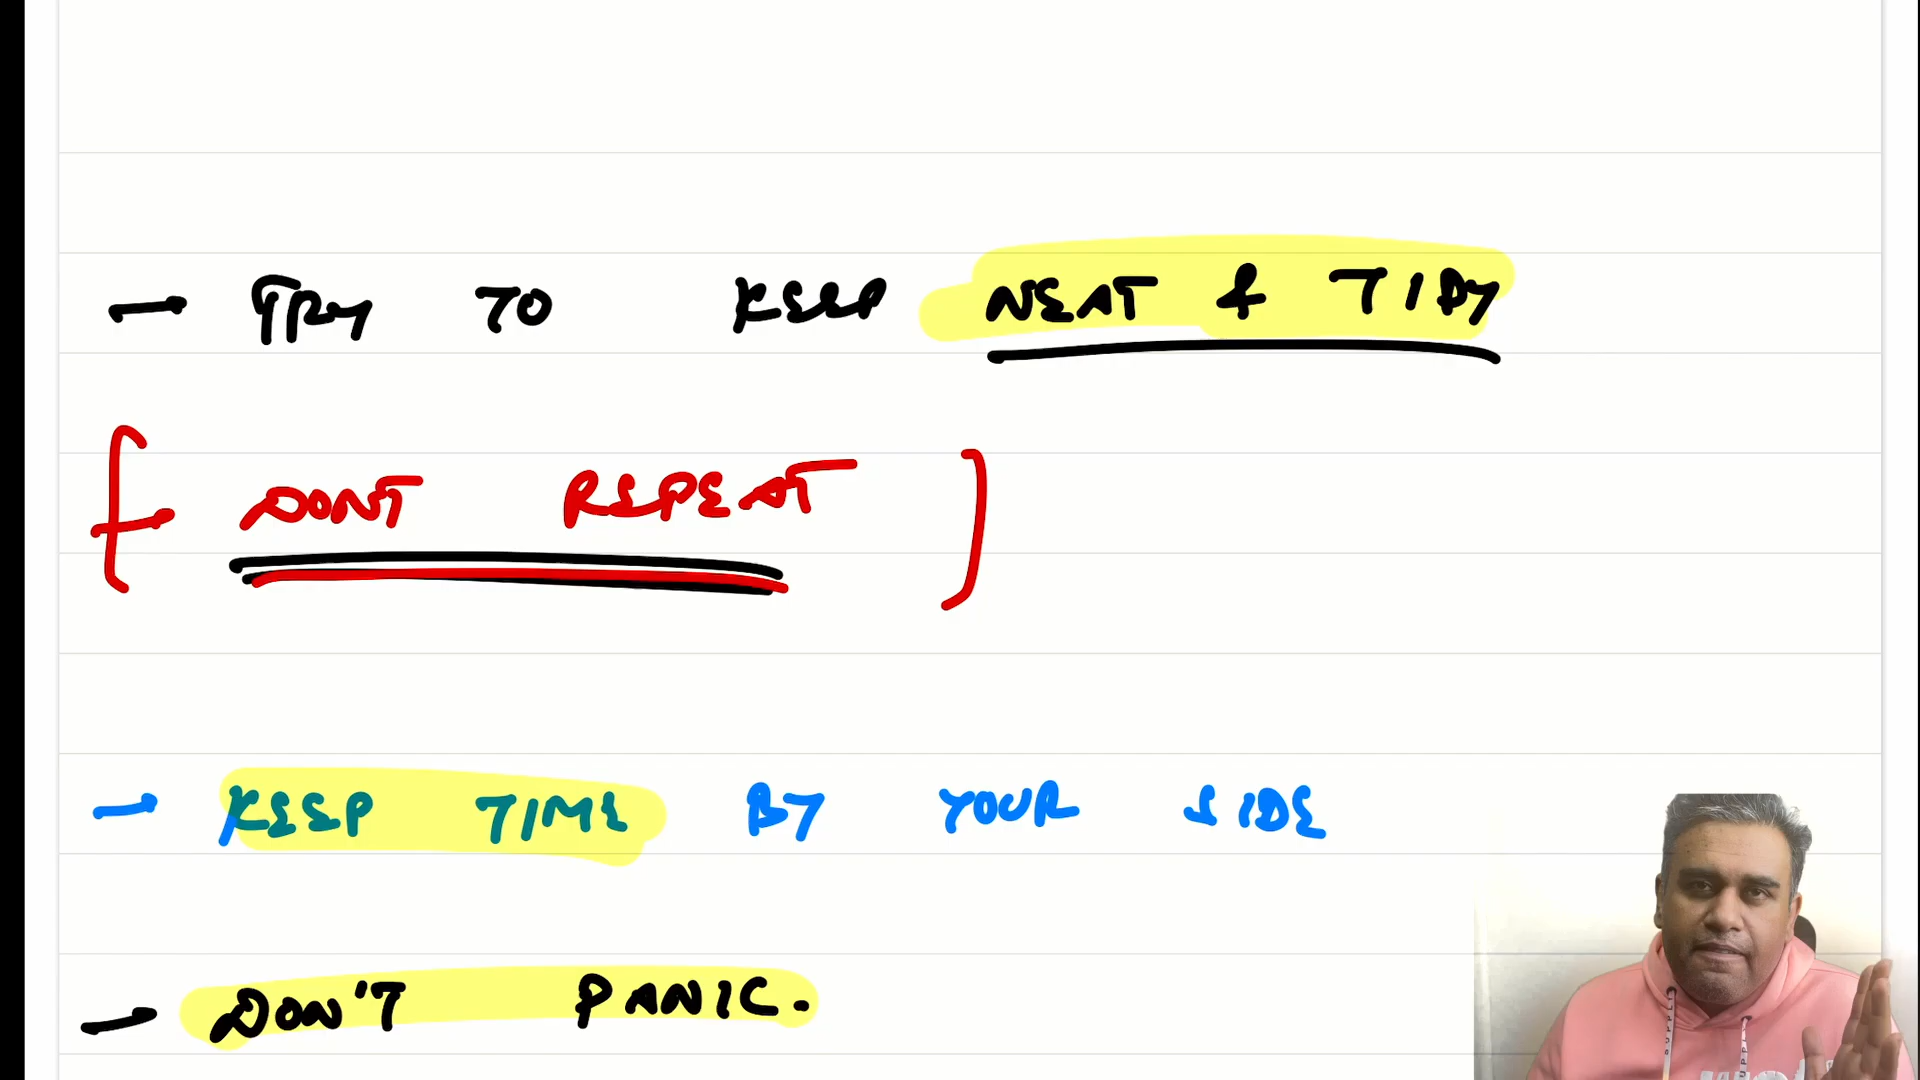 - TRY TO KEEP NEAT & TIDY
[- DONT REPEAT ]
- KEEP TIME BY YOUR SIDE
- DON'T PANIC.